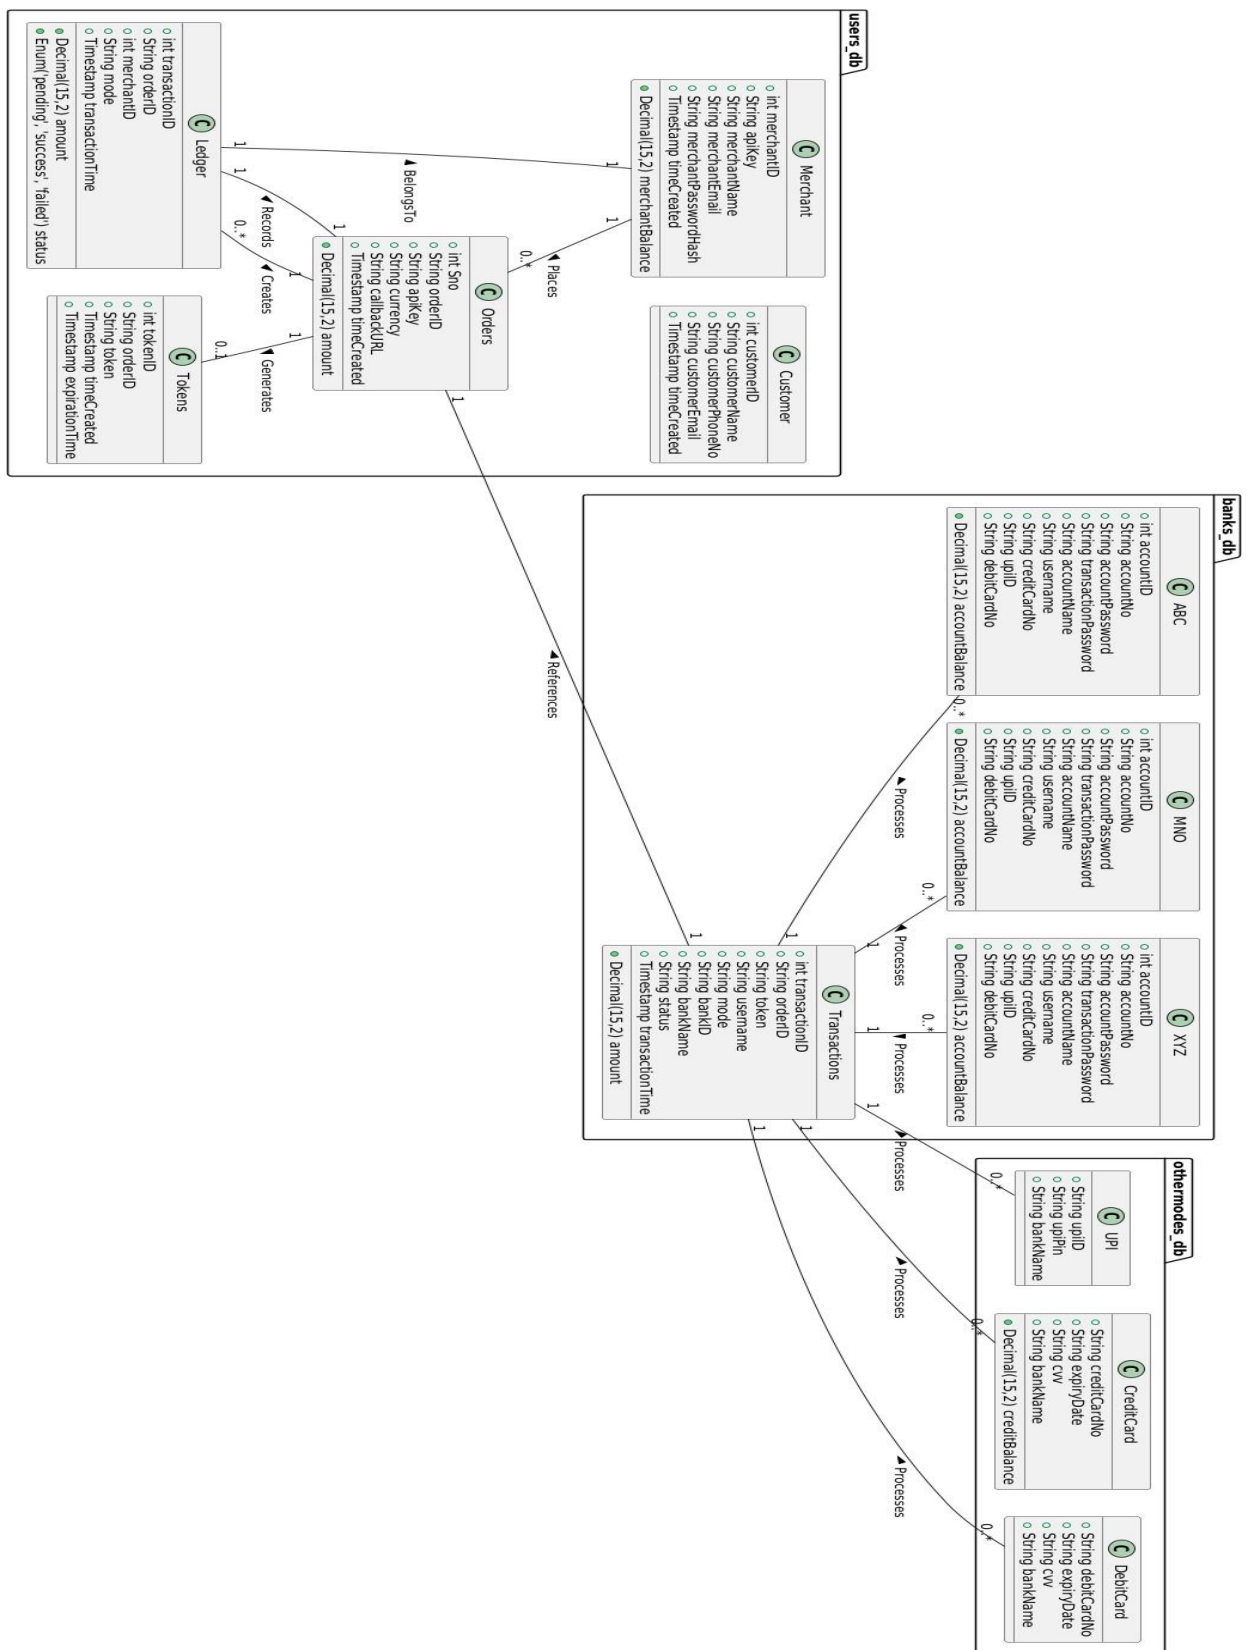 users_db
Merchant
int merchantID
String apiKey
String merchantName
String merchantEmail
String merchantPasswordHash
Timestamp timeCreated
Decimal(15,2) merchantBalance
Customer
int customerID
String customerName
String customerPhoneNo
String customerEmail
Timestamp timeCreated
Orders
int Sno
String orderID
String apiKey
String currency
String callbackURL
Timestamp timeCreated
Decimal(15,2) amount
Ledger
int transactionID
String orderID
int merchantID
String mode
Timestamp transactionTime
Decimal(15,2) amount
Enum('pending', 'success', 'failed') status
Tokens
int tokenID
String orderID
String token
Timestamp timeCreated
Timestamp expirationTime
banks_db
ABC
int accountID
String accountNo
String accountPassword
String transactionPassword
String accountName
String username
String creditCardNo
String upiID
String debitCardNo
Decimal(15,2) accountBalance
MNO
int accountID
String accountNo
String accountPassword
String transactionPassword
String accountName
String username
String creditCardNo
String upiID
String debitCardNo
Decimal(15,2) accountBalance
XYZ
int accountID
String accountNo
String accountPassword
String transactionPassword
String accountName
String username
String creditCardNo
String upiID
String debitCardNo
Decimal(15,2) accountBalance
Transactions
int transactionID
String orderID
String token
String username
String mode
String bankID
String bankName
String status
Timestamp transactionTime
Decimal(15,2) amount
othermodes_db
UPI
String upiID
String upiPin
String bankName
CreditCard
String creditCardNo
String expiryDate
String cvv
String bankName
Decimal(15,2) creditBalance
DebitCard
String debitCardNo
String expiryDate
String cvv
String bankName
Places
1
0..*
BelongsTo
1
1
Records
1
1
Creates
0..*
1
Generates
1
0..1
References
1
1
Processes
0..*
1
Processes
0..*
1
Processes
0..*
1
Processes
1
0..*
Processes
1
0..*
Processes
1
0..*